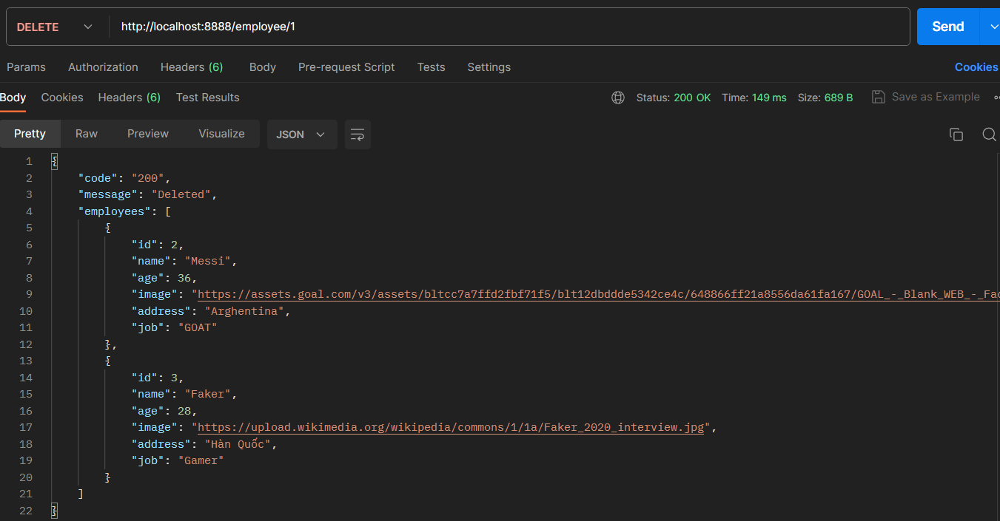 DELETE http://localhost:8888/employee/1 Send
Params Authorization Headers (6) Body Pre-request Script Tests Settings Cookies
Body Cookies Headers (6) Test Results Status: 200 OK Time: 149 ms Size: 689 B Save as Example
Pretty Raw Preview Visualize JSON
1 {
2 "code": "200",
3 "message": "Deleted",
4 "employees": [
5 {
6 "id": 2,
7 "name": "Messi",
8 "age": 36,
9 "image": "https://assets.goal.com/v3/assets/bltcc7a7ffd2fbf71f5/blt12dbddde5342ce4c/648866ff21a8556da61fa167/GOAL_-_Blank_WEB_-_Fac
10 "address": "Arghentina",
11 "job": "GOAT"
12 },
13 {
14 "id": 3,
15 "name": "Faker",
16 "age": 28,
17 "image": "https://upload.wikimedia.org/wikipedia/commons/1/1a/Faker_2020_interview.jpg",
18 "address": "Hàn Quốc",
19 "job": "Gamer"
20 }
21 ]
22 }